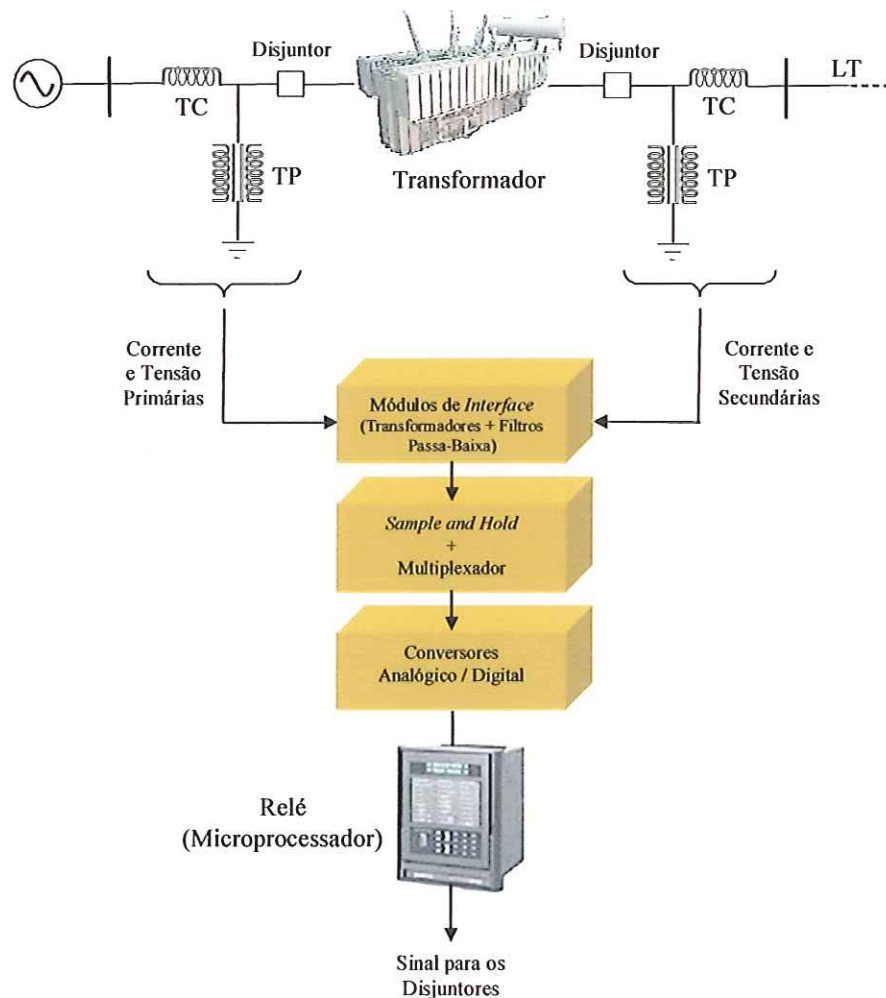 Disjuntor
Disjuntor
LT
TC
TC
TP
Transformador
TP
Corrente
e Tensão
Primárias
Corrente e
Tensão
Secundárias
Módulos de Interface
(Transformadores + Filtros
Passa-Baixa)
Sample and Hold
+
Multiplexador
Conversores
Analógico / Digital
Relé
(Microprocessador)
Sinal para os
Disjuntores